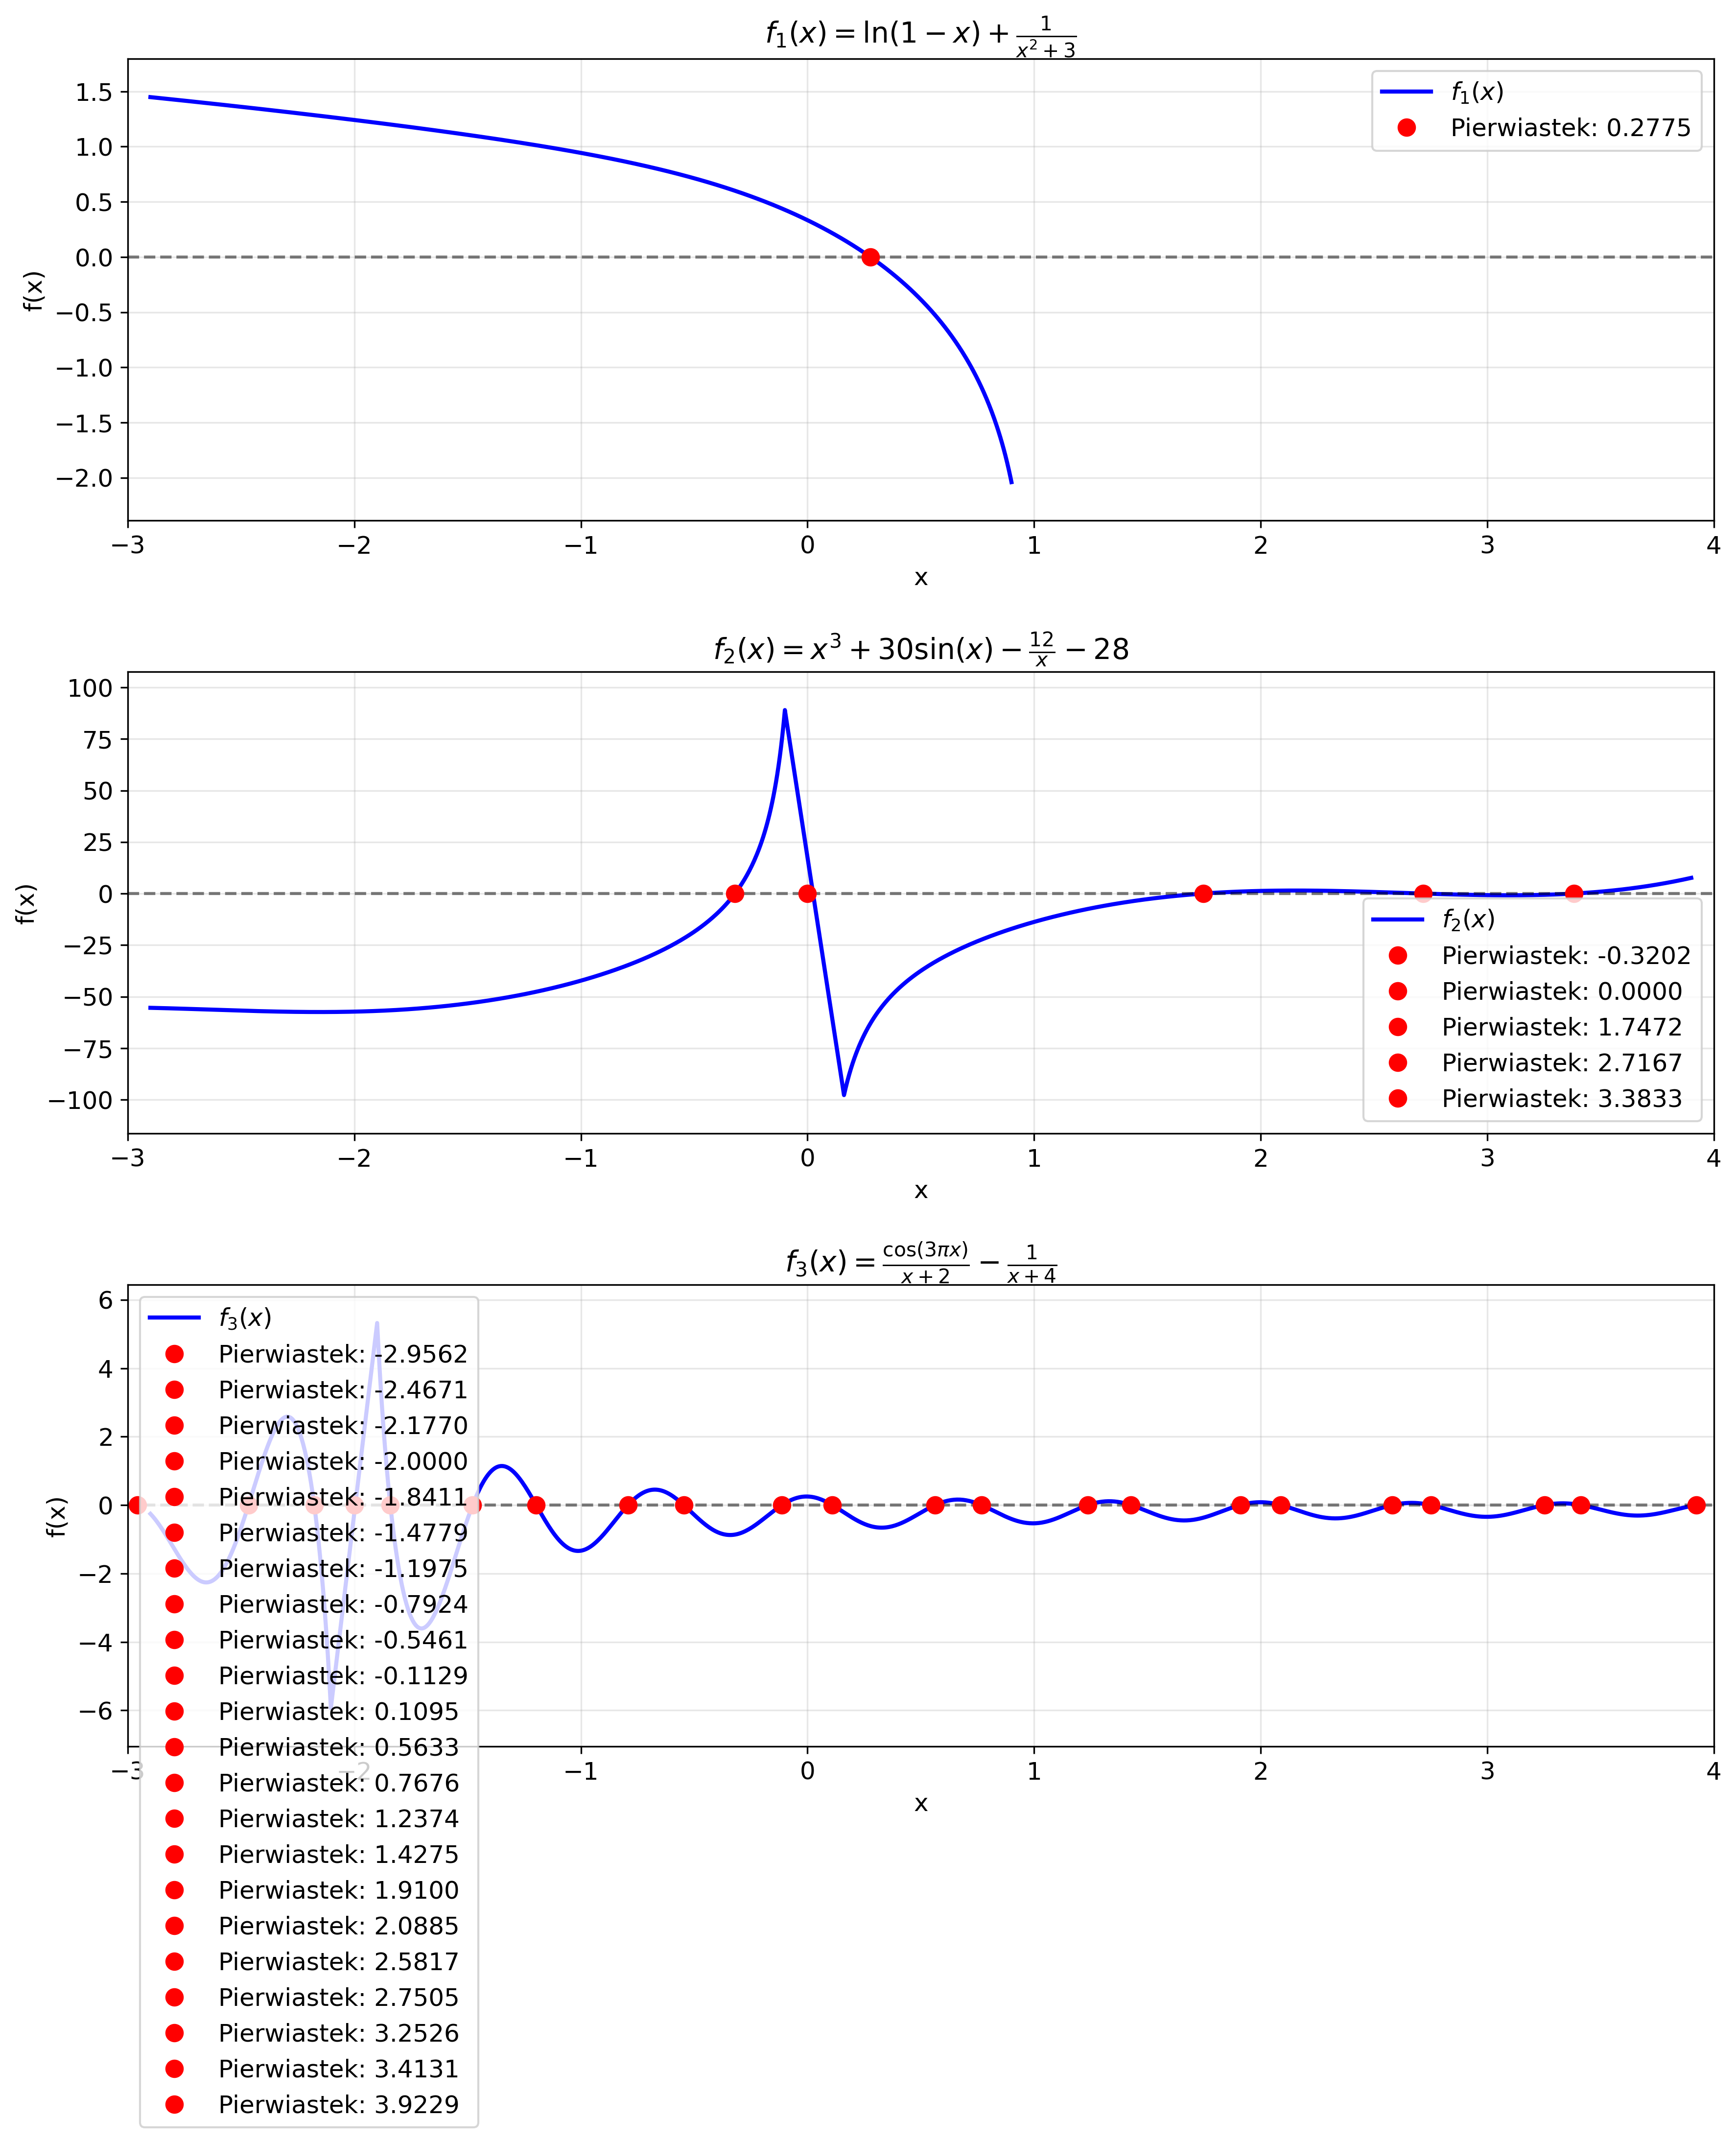 f₁(x) = ln(1 − x) + 1/(x² + 3)
f₁(x)
Pierwiastek: 0.2775
1.5
1.0
0.5
0.0
−0.5
−1.0
−1.5
−2.0
f(x)
−3 −2 −1 0 1 2 3 4
x
f₂(x) = x³ + 30sin(x) − 12/x − 28
100
75
50
25
0
−25
−50
−75
−100
f(x)
f₂(x)
Pierwiastek: -0.3202
Pierwiastek: 0.0000
Pierwiastek: 1.7472
Pierwiastek: 2.7167
Pierwiastek: 3.3833
−3 −2 −1 0 1 2 3 4
x
f₃(x) = cos(3πx)/(x + 2) − 1/(x + 4)
6
4
2
0
−2
−4
−6
f(x)
f₃(x)
Pierwiastek: -2.9562
Pierwiastek: -2.4671
Pierwiastek: -2.1770
Pierwiastek: -2.0000
Pierwiastek: -1.8411
Pierwiastek: -1.4779
Pierwiastek: -1.1975
Pierwiastek: -0.7924
Pierwiastek: -0.5461
Pierwiastek: -0.1129
Pierwiastek: 0.1095
Pierwiastek: 0.5633
Pierwiastek: 0.7676
Pierwiastek: 1.2374
Pierwiastek: 1.4275
Pierwiastek: 1.9100
Pierwiastek: 2.0885
Pierwiastek: 2.5817
Pierwiastek: 2.7505
Pierwiastek: 3.2526
Pierwiastek: 3.4131
Pierwiastek: 3.9229
−3 −2 −1 0 1 2 3 4
x